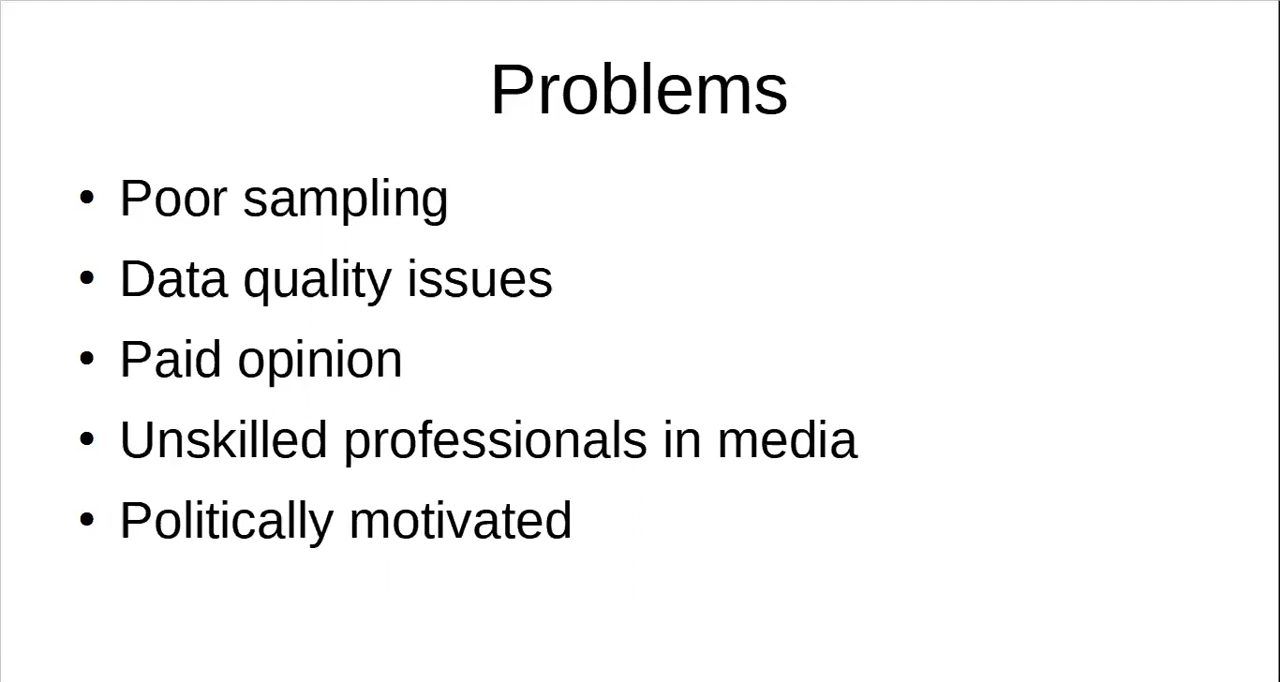 Problems
• Poor sampling
• Data quality issues
• Paid opinion
• Unskilled professionals in media
• Politically motivated